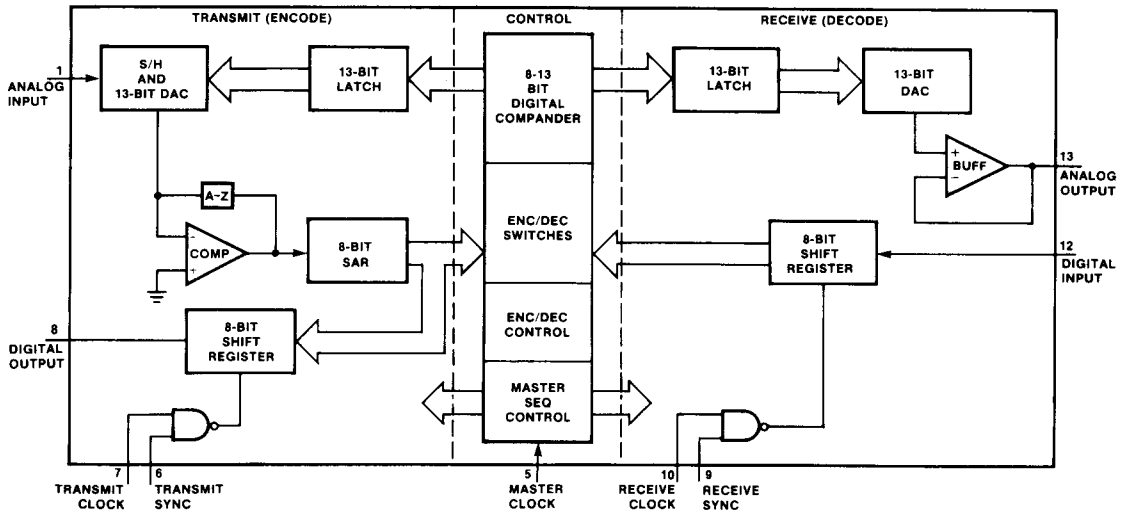 TRANSMIT (ENCODE)
CONTROL
RECEIVE (DECODE)
1
ANALOG
INPUT
S/H
AND
13-BIT DAC
13-BIT
LATCH
8-13
BIT
DIGITAL
COMPANDER
13-BIT
LATCH
13-BIT
DAC
+
-
BUFF
13
ANALOG
OUTPUT
A-Z
-
+
COMP
8-BIT
SAR
ENC/DEC
SWITCHES
8-BIT
SHIFT
REGISTER
12
DIGITAL
INPUT
8
DIGITAL
OUTPUT
8-BIT
SHIFT
REGISTER
ENC/DEC
CONTROL
MASTER
SEQ
CONTROL
7
TRANSMIT
CLOCK
6
TRANSMIT
SYNC
5
MASTER
CLOCK
10
RECEIVE
CLOCK
9
RECEIVE
SYNC